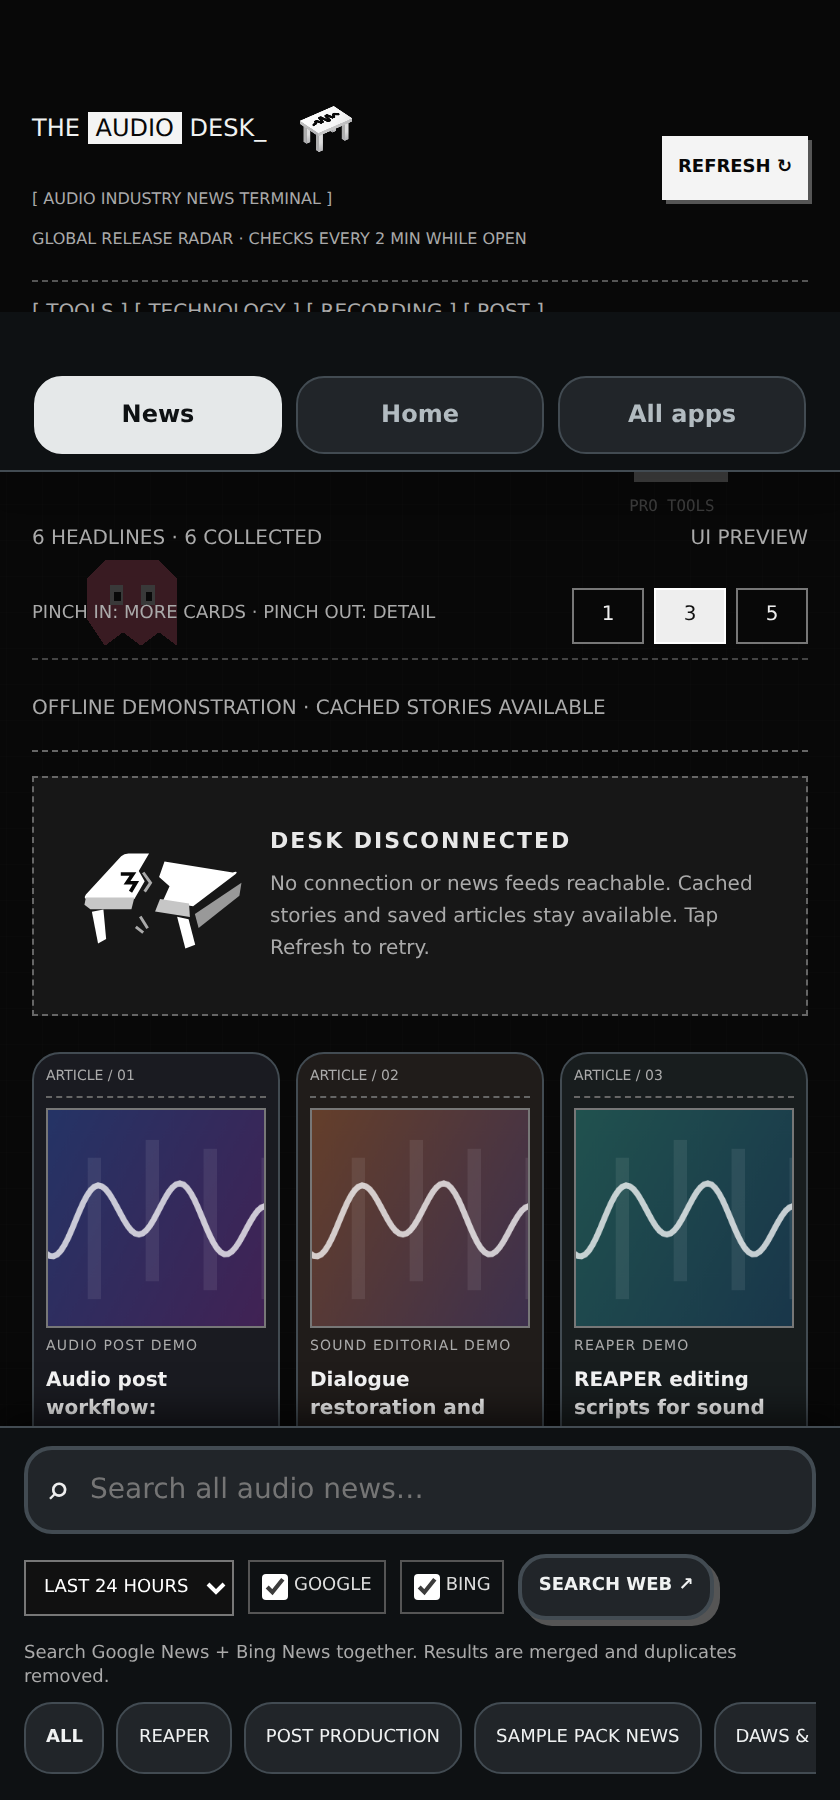 THE AUDIO DESK_
REFRESH ↻
[ AUDIO INDUSTRY NEWS TERMINAL ]
GLOBAL RELEASE RADAR · CHECKS EVERY 2 MIN WHILE OPEN
[ TOOLS ] [ TECHNOLOGY ] [ RECORDING ] [ POST ]
News
Home
All apps
PRO TOOLS
6 HEADLINES · 6 COLLECTED
UI PREVIEW
PINCH IN: MORE CARDS · PINCH OUT: DETAIL
1
3
5
OFFLINE DEMONSTRATION · CACHED STORIES AVAILABLE
DESK DISCONNECTED
No connection or news feeds reachable. Cached
stories and saved articles stay available. Tap
Refresh to retry.
ARTICLE / 01
AUDIO POST DEMO
Audio post
workflow:
ARTICLE / 02
SOUND EDITORIAL DEMO
Dialogue
restoration and
ARTICLE / 03
REAPER DEMO
REAPER editing
scripts for sound
Search all audio news...
LAST 24 HOURS
GOOGLE
BING
SEARCH WEB ↗
Search Google News + Bing News together. Results are merged and duplicates
removed.
ALL
REAPER
POST PRODUCTION
SAMPLE PACK NEWS
DAWS &